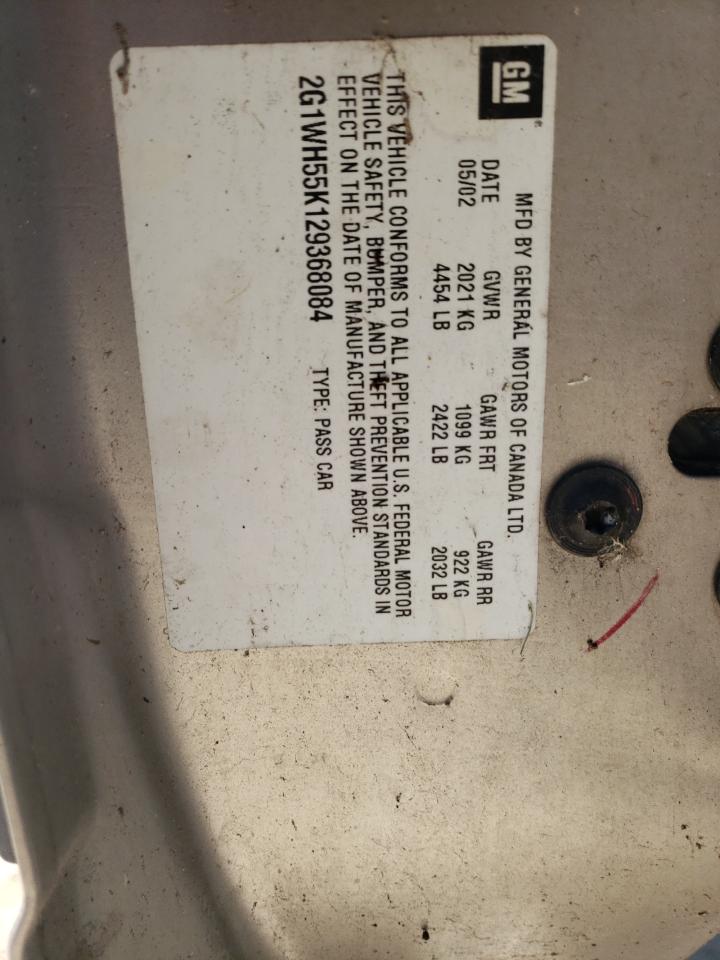 GM
MFD BY GENERAL MOTORS OF CANADA LTD.
DATE GVWR GAWR FRT GAWR RR
05/02 2021 KG 1099 KG 922 KG
4454 LB 2422 LB 2032 LB
THIS VEHICLE CONFORMS TO ALL APPLICABLE U.S. FEDERAL MOTOR
VEHICLE SAFETY, BUMPER, AND THEFT PREVENTION STANDARDS IN
EFFECT ON THE DATE OF MANUFACTURE SHOWN ABOVE.
2G1WH55K129368084 TYPE: PASS CAR